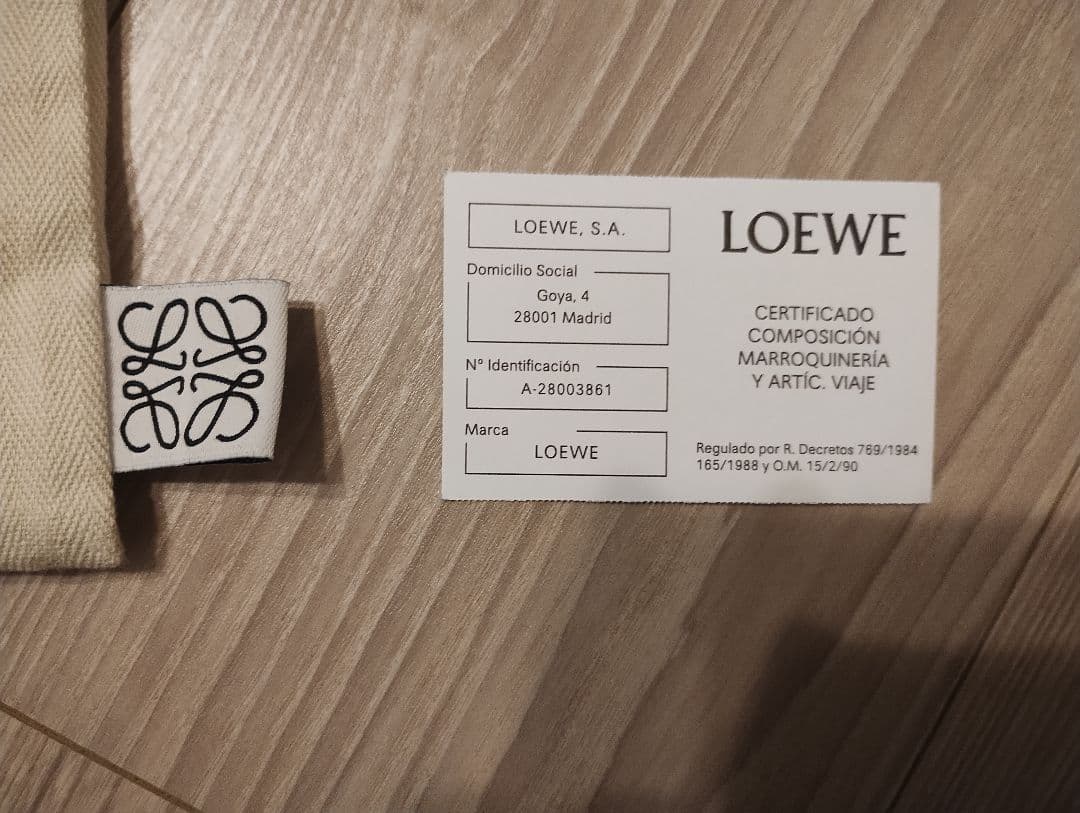 LOEWE, S.A.
Domicilio Social
Goya, 4
28001 Madrid
Nº Identificación
A-28003861
Marca
LOEWE
LOEWE
CERTIFICADO
COMPOSICIÓN
MARROQUINERÍA
Y ARTÍC. VIAJE
Regulado por R. Decretos 769/1984
165/1988 y O.M. 15/2/90